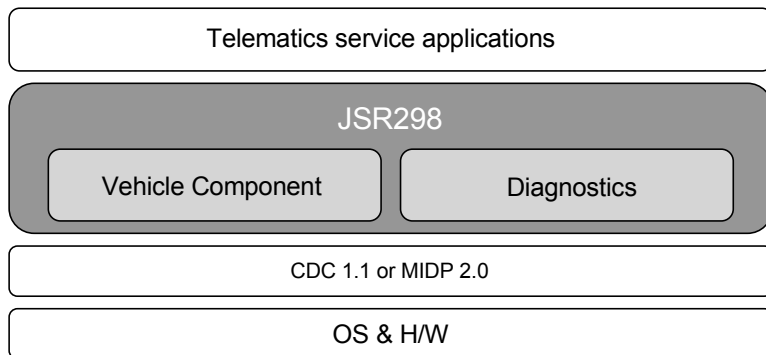 Telematics service applications
JSR298
Vehicle Component
Diagnostics
CDC 1.1 or MIDP 2.0
OS & H/W